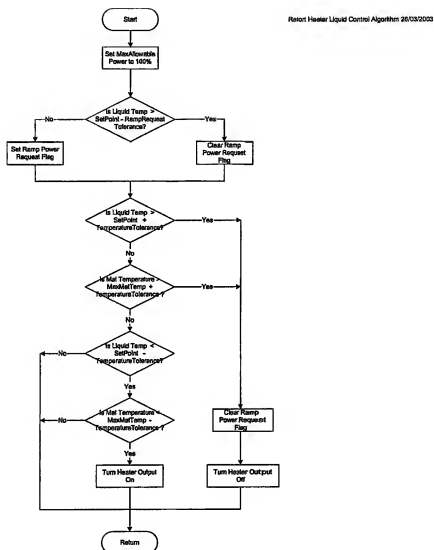 Retort Heater Liquid Control Algorithm 26/03/2003
Start
Set MaxAllowable
Power to 100%
Is Liquid Temp >
SetPoint - RampRequest
Tolerance?
No
Yes
Set Ramp Power
Request Flag
Clear Ramp
Power Request
Flag
Is Liquid Temp >
SetPoint +
TemperatureTolerance?
Yes
No
Is Mat Temperature >
MaxMatTemp +
TemperatureTolerance?
Yes
No
Is Liquid Temp <
SetPoint -
TemperatureTolerance?
No
Yes
Is Mat Temperature <
MaxMatTemp -
TemperatureTolerance?
No
Yes
Clear Ramp
Power Request
Flag
Turn Heater Output
On
Turn Heater Output
Off
Return